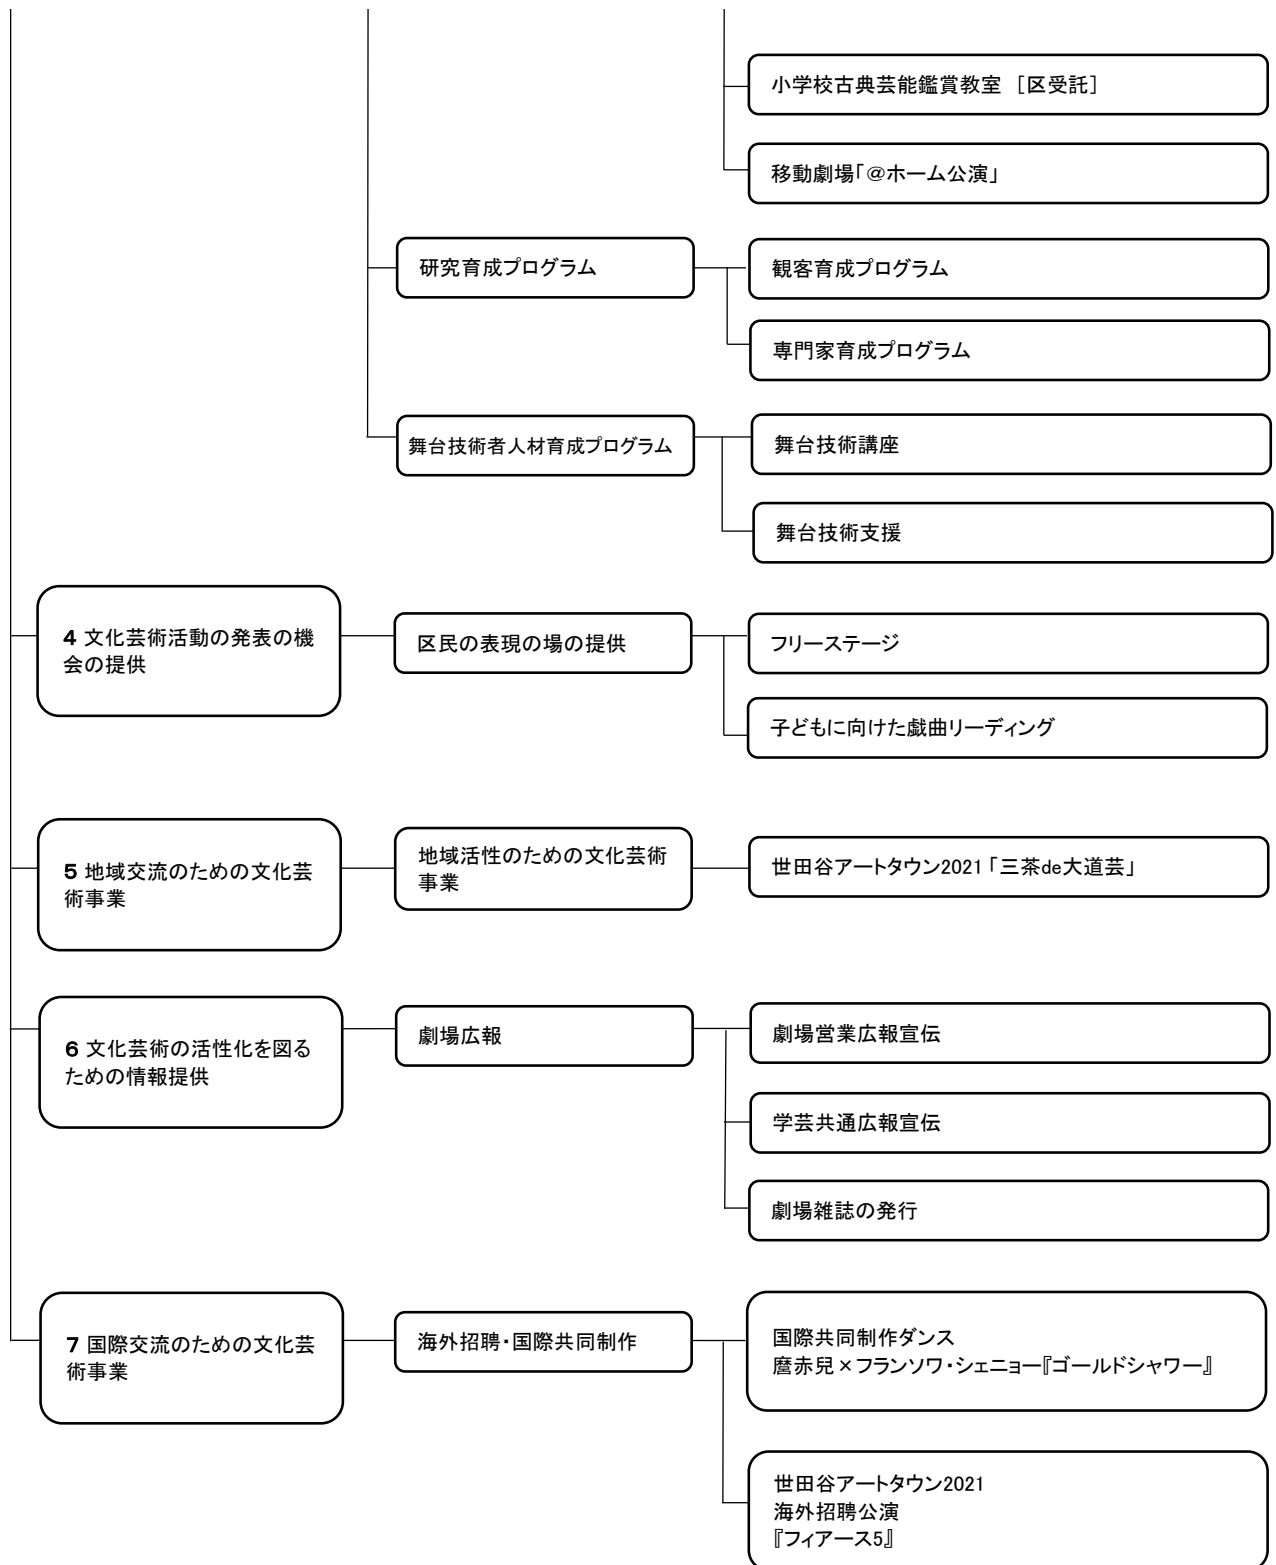 小学校古典芸能鑑賞教室 ［区受託］
移動劇場「＠ホーム公演」
研究育成プログラム
観客育成プログラム
専門家育成プログラム
舞台技術者人材育成プログラム
舞台技術講座
舞台技術支援
4 文化芸術活動の発表の機
会の提供
区民の表現の場の提供
フリーステージ
子どもに向けた戯曲リーディング
5 地域交流のための文化芸
術事業
地域活性のための文化芸術
事業
世田谷アートタウン2021「三茶de大道芸」
6 文化芸術の活性化を図る
ための情報提供
劇場広報
劇場営業広報宣伝
学芸共通広報宣伝
劇場雑誌の発行
7 国際交流のための文化芸
術事業
海外招聘・国際共同制作
国際共同制作ダンス
麿赤兒×フランソワ・シェニョー『ゴールドシャワー』
世田谷アートタウン2021
海外招聘公演
『フィアース5』